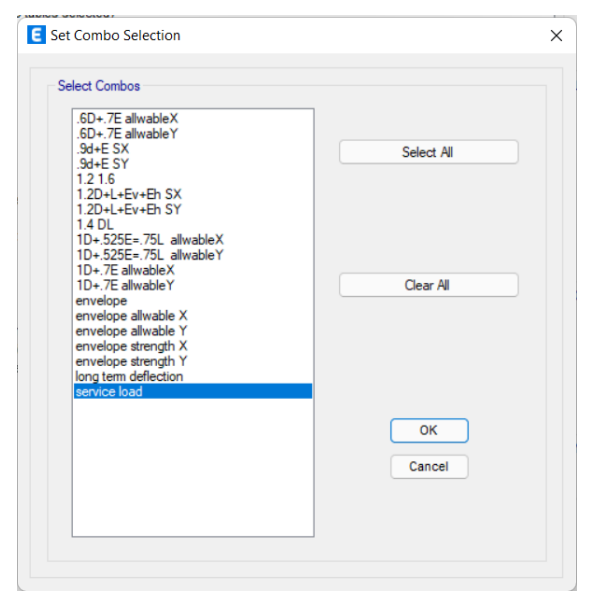 E Set Combo Selection
Select Combos
.6D+.7E allwableX
.6D+.7E allwableY
.9d+E SX
.9d+E SY
1.2 1.6
1.2D+L+Ev+Eh SX
1.2D+L+Ev+Eh SY
1.4 DL
1D+.525E=.75L  allwableX
1D+.525E=.75L  allwableY
1D+.7E allwableX
1D+.7E allwableY
envelope
envelope allwable X
envelope allwable Y
envelope strength X
envelope strength Y
long term deflection
service load
Select All
Clear All
OK
Cancel